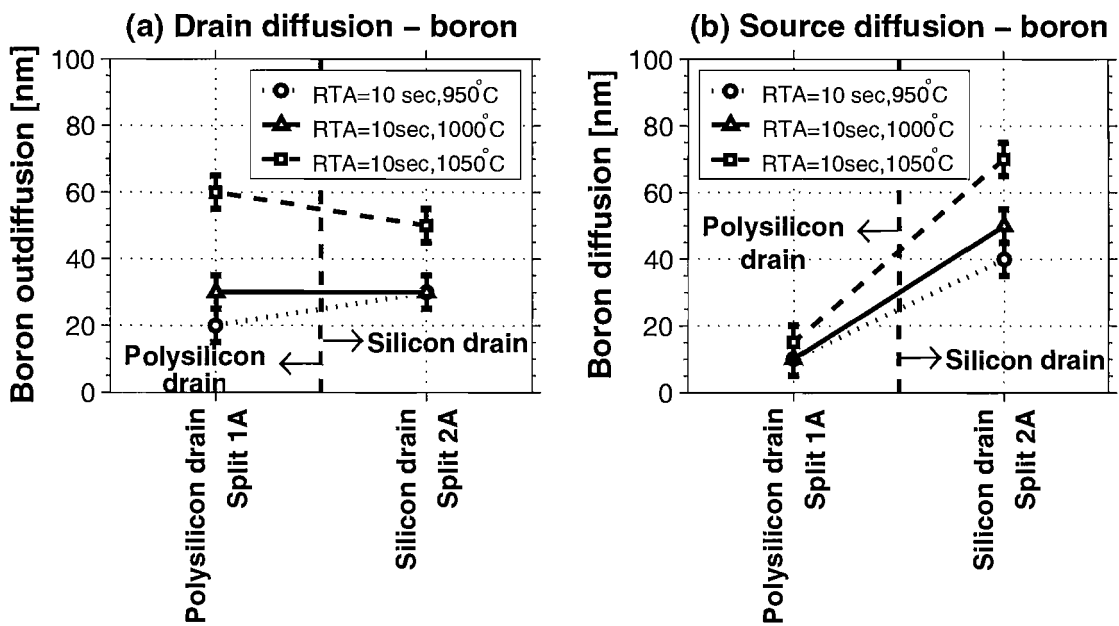 (a) Drain diffusion – boron
Boron outdiffusion [nm]
100
80
60
40
20
0
RTA=10 sec,950°C
RTA=10sec,1000°C
RTA=10sec,1050°C
Polysilicon
drain
Silicon drain
Polysilicon drain
Split 1A
Silicon drain
Split 2A
(b) Source diffusion – boron
Boron diffusion [nm]
100
80
60
40
20
0
RTA=10 sec,950°C
RTA=10sec,1000°C
RTA=10sec,1050°C
Polysilicon
drain
Silicon drain
Polysilicon drain
Split 1A
Silicon drain
Split 2A